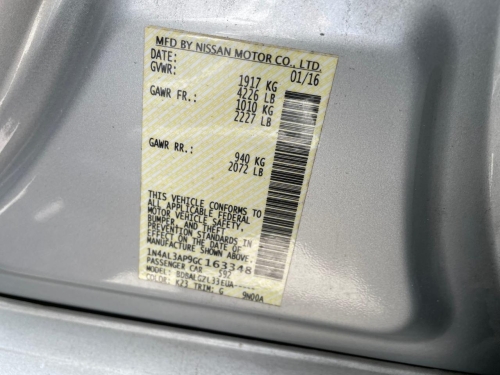 MFD BY NISSAN MOTOR CO., LTD.
DATE: 01/16
GVWR: 1917 KG
4226 LB
GAWR FR.: 1010 KG
2227 LB
GAWR RR.: 940 KG
2072 LB
THIS VEHICLE CONFORMS TO
ALL APPLICABLE FEDERAL
MOTOR VEHICLE SAFETY,
BUMPER, AND THEFT
PREVENTION STANDARDS IN
EFFECT ON THE DATE OF
MANUFACTURE SHOWN ABOVE.
1N4AL3AP9GC163348
PASSENGER CAR 592
MODEL: BDBALGZL33EUA-----
COLOR: K23 TRIM: G 9N00A